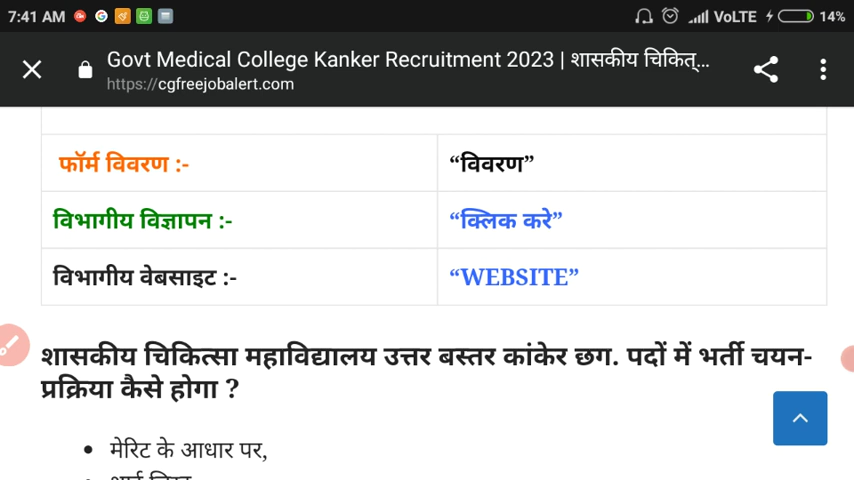 7:41 AM VoLTE 14%
Govt Medical College Kanker Recruitment 2023 | शासकीय चिकित्...
https://cgfreejobalert.com
फॉर्म विवरण :- “विवरण”
विभागीय विज्ञापन :- “क्लिक करे”
विभागीय वेबसाइट :- “WEBSITE”
शासकीय चिकित्सा महाविद्यालय उत्तर बस्तर कांकेर छग. पदों में भर्ती चयन-
प्रक्रिया कैसे होगा ?
• मेरिट के आधार पर,